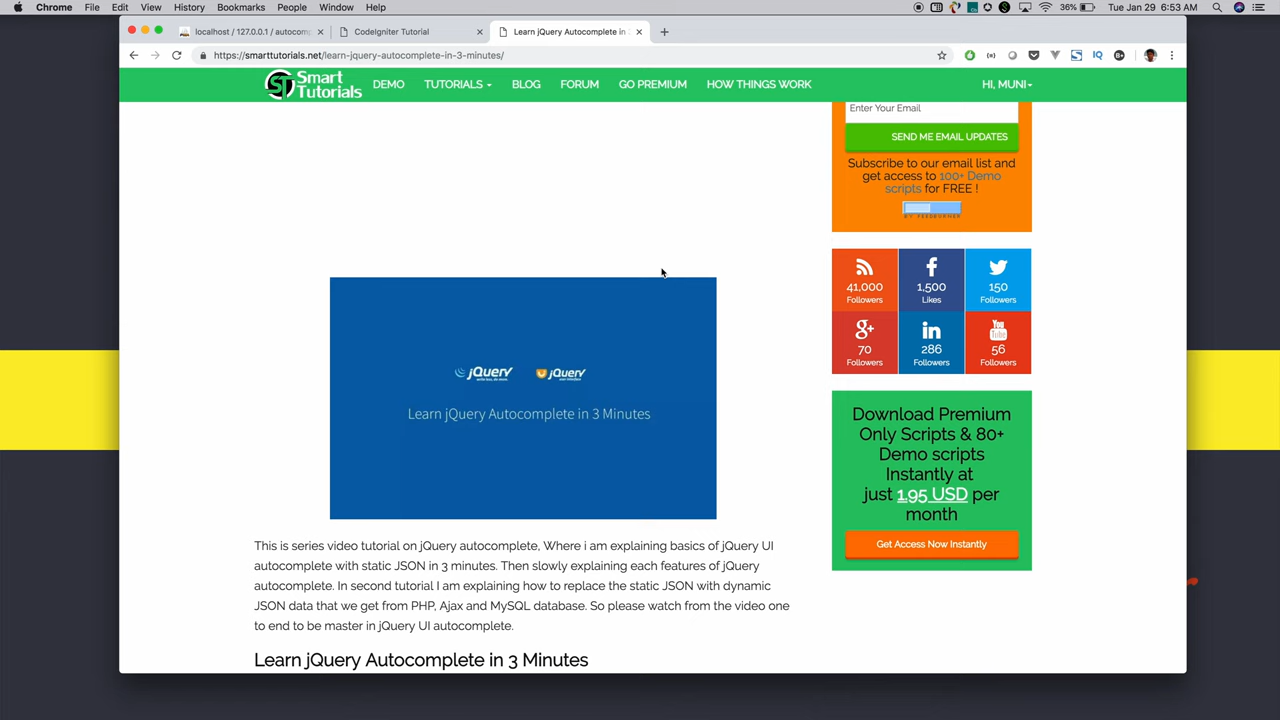 Chrome File Edit View History Bookmarks People Window Help
36% Tue Jan 29 6:53 AM
localhost / 127.0.0.1 / autocom
CodeIgniter Tutorial
Learn jQuery Autocomplete in
https://smarttutorials.net/learn-jquery-autocomplete-in-3-minutes/
Smart Tutorials DEMO TUTORIALS BLOG FORUM GO PREMIUM HOW THINGS WORK HI, MUNI
Enter Your Email
SEND ME EMAIL UPDATES
Subscribe to our email list and
get access to 100+ Demo
scripts for FREE !
BY FEEDBURNER
41,000 1,500 150
Followers Likes Followers
70 286 56
Followers Followers Followers
jQuery jQuery
Learn jQuery Autocomplete in 3 Minutes
Download Premium
Only Scripts & 80+
Demo scripts
Instantly at
just 1.95 USD per
month
Get Access Now Instantly
This is series video tutorial on jQuery autocomplete, Where i am explaining basics of jQuery UI
autocomplete with static JSON in 3 minutes. Then slowly explaining each features of jQuery
autocomplete. In second tutorial I am explaining how to replace the static JSON with dynamic
JSON data that we get from PHP, Ajax and MySQL database. So please watch from the video one
to end to be master in jQuery UI autocomplete.
Learn jQuery Autocomplete in 3 Minutes